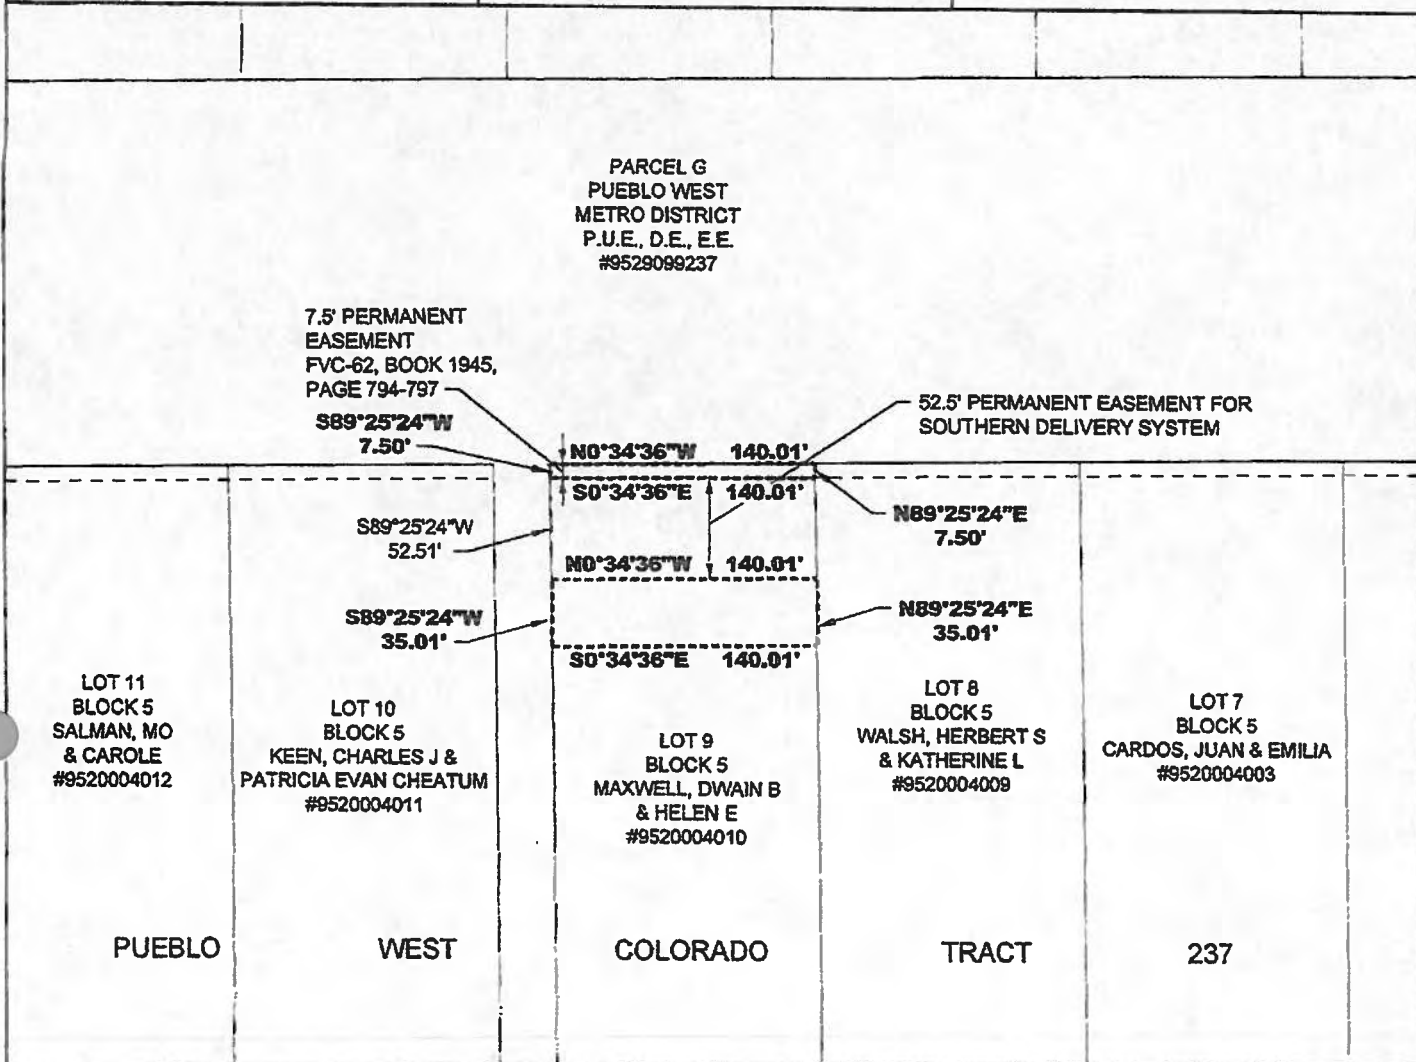 PARCEL G
PUEBLO WEST
METRO DISTRICT
P.U.E., D.E., E.E.
#9529099237
7.5' PERMANENT
EASEMENT
FVC-62, BOOK 1945,
PAGE 794-797
52.5' PERMANENT EASEMENT FOR
SOUTHERN DELIVERY SYSTEM
S89°25'24"W
7.50'
N0°34'36"W 140.01'
S0°34'36"E 140.01'
N89°25'24"E
7.50'
S89°25'24"W
52.51'
N0°34'36"W 140.01'
S89°25'24"W
35.01'
N89°25'24"E
35.01'
S0°34'36"E 140.01'
LOT 11
BLOCK 5
SALMAN, MO
& CAROLE
#9520004012
LOT 10
BLOCK 5
KEEN, CHARLES J &
PATRICIA EVAN CHEATUM
#9520004011
LOT 9
BLOCK 5
MAXWELL, DWAIN B
& HELEN E
#9520004010
LOT 8
BLOCK 5
WALSH, HERBERT S
& KATHERINE L
#9520004009
LOT 7
BLOCK 5
CARDOS, JUAN & EMILIA
#9520004003
PUEBLO WEST COLORADO TRACT 237